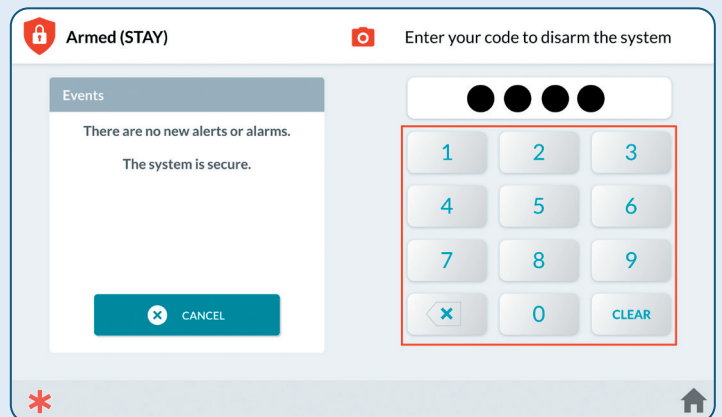 Armed (STAY)
Enter your code to disarm the system
Events
There are no new alerts or alarms.
The system is secure.
CANCEL
1 2 3
4 5 6
7 8 9
0 CLEAR